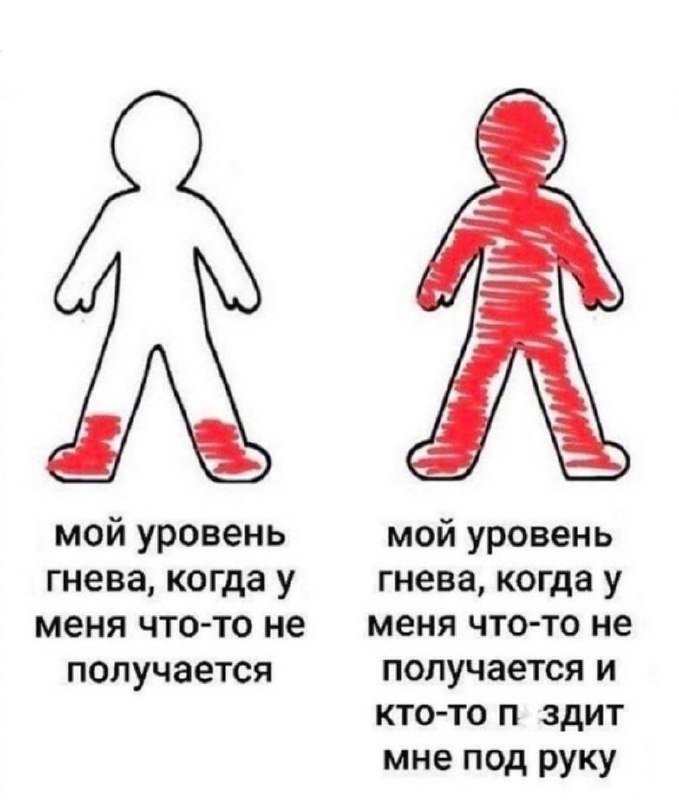 мой уровень
гнева, когда у
меня что-то не
получается
мой уровень
гнева, когда у
меня что-то не
получается и
кто-то п здит
мне под руку